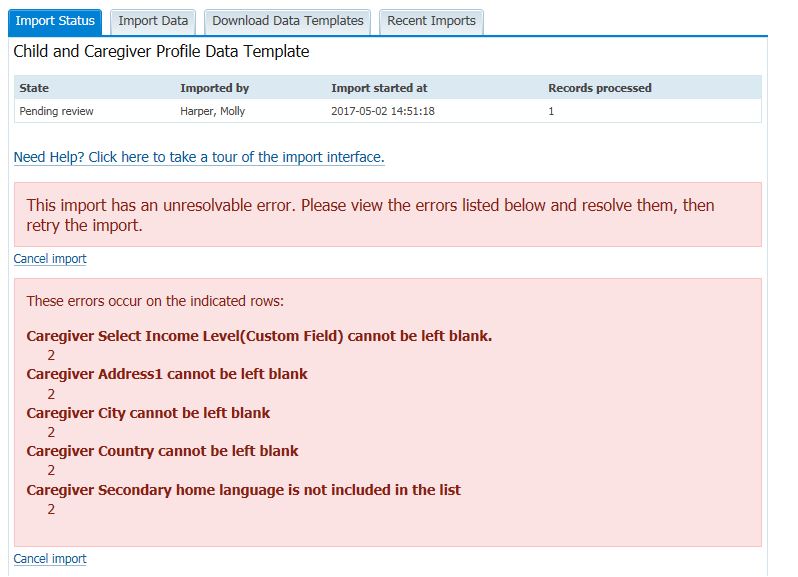 Import Status
Import Data
Download Data Templates
Recent Imports
Child and Caregiver Profile Data Template
State Imported by Import started at Records processed
Pending review Harper, Molly 2017-05-02 14:51:18 1
Need Help? Click here to take a tour of the import interface.
This import has an unresolvable error. Please view the errors listed below and resolve them, then
retry the import.
Cancel import
These errors occur on the indicated rows:
Caregiver Select Income Level(Custom Field) cannot be left blank.
2
Caregiver Address1 cannot be left blank
2
Caregiver City cannot be left blank
2
Caregiver Country cannot be left blank
2
Caregiver Secondary home language is not included in the list
2
Cancel import